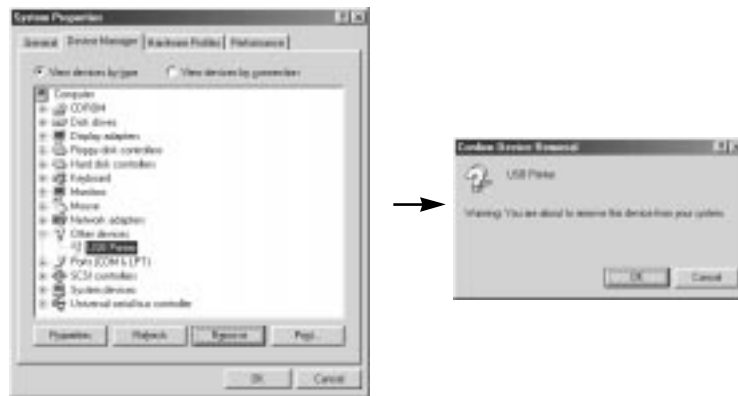 System Properties
General Device Manager Hardware Profiles Performance
View devices by type View devices by connection
Computer
CDROM
Disk drives
Display adapters
Floppy disk controllers
Hard disk controllers
Keyboard
Monitors
Mouse
Network adapters
Other devices
USB Printer
Ports (COM & LPT)
SCSI controllers
System devices
Universal serial bus controller
Properties Refresh Remove Print...
OK Cancel
Confirm Device Removal
USB Printer
Warning: You are about to remove this device from your system.
OK Cancel